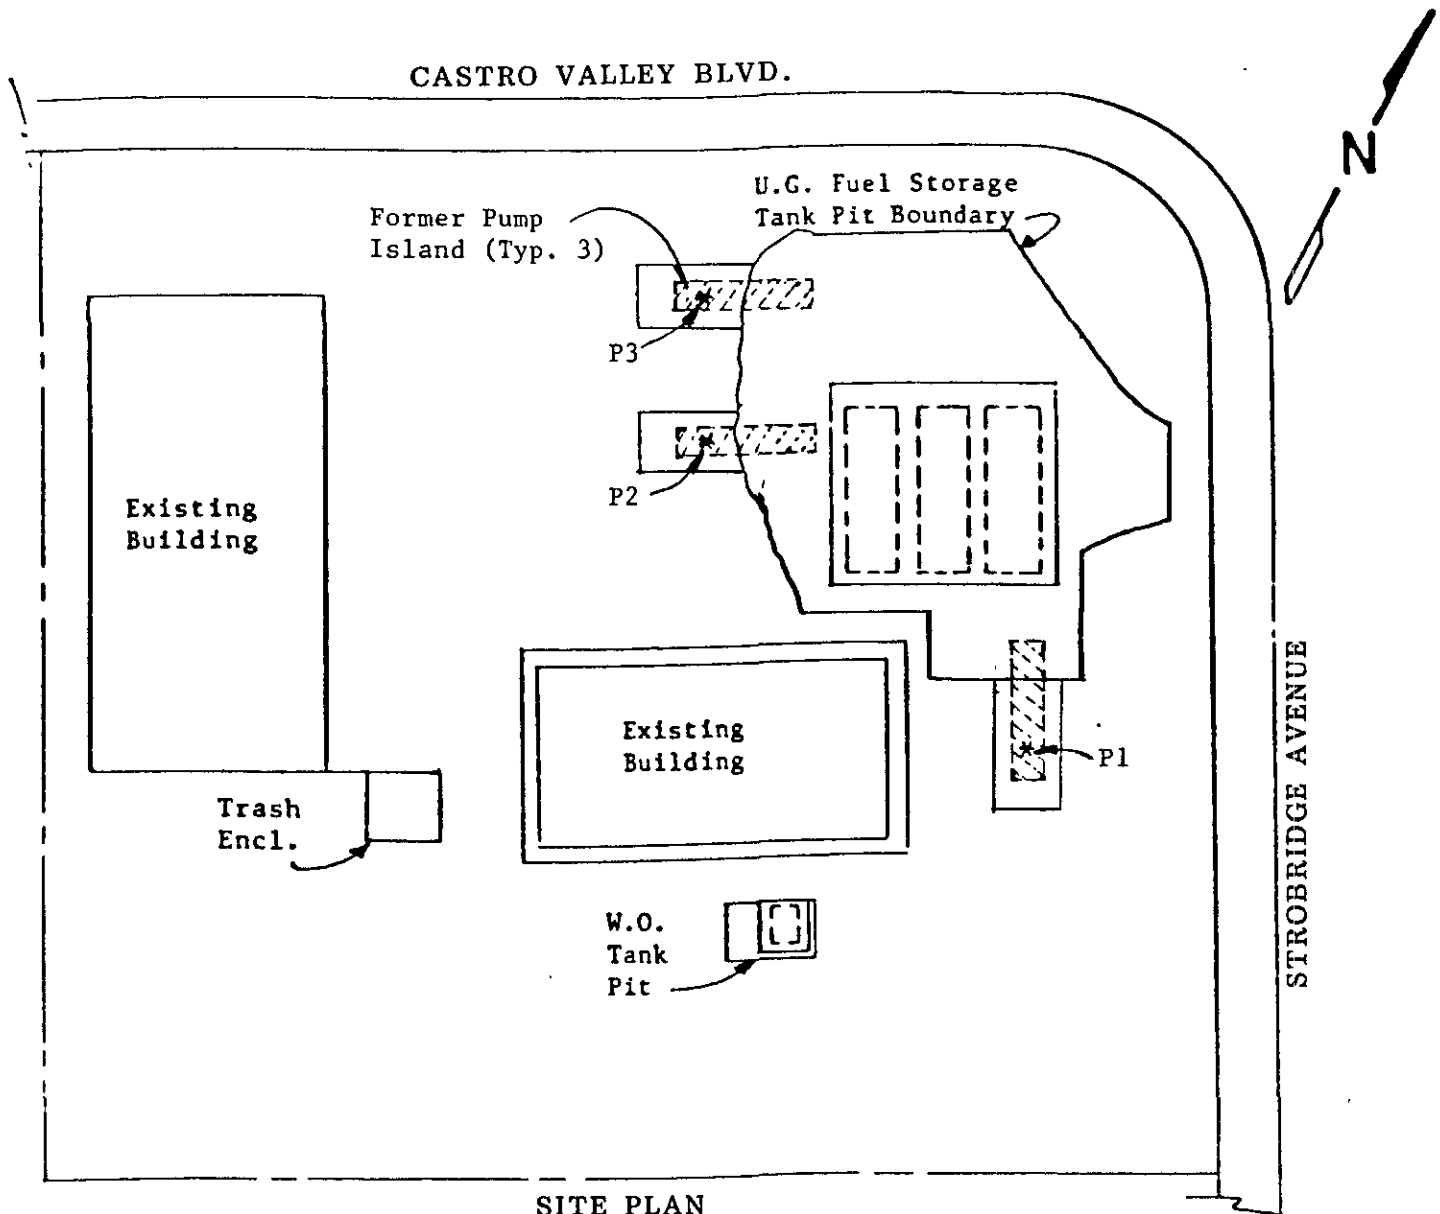 CASTRO VALLEY BLVD.
N
U.G. Fuel Storage
Tank Pit Boundary
Former Pump
Island (Typ. 3)
P3
P2
Existing
Building
Existing
Building
P1
Trash
Encl.
W.O.
Tank
Pit
STROBRIDGE AVENUE
SITE PLAN